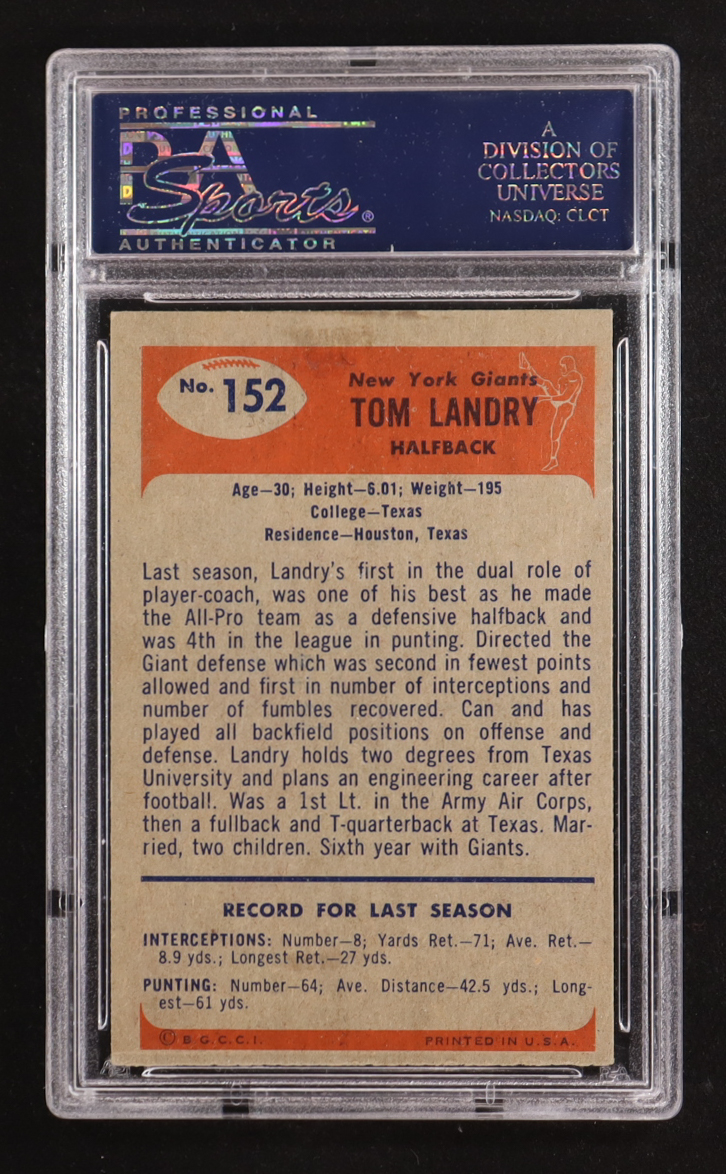 PROFESSIONAL
PSA
Sports®
AUTHENTICATOR
A
DIVISION OF
COLLECTORS
UNIVERSE
NASDAQ: CLCT
No. 152
New York Giants
TOM LANDRY
HALFBACK
Age—30; Height—6.01; Weight—195
College—Texas
Residence—Houston, Texas
Last season, Landry's first in the dual role of
player-coach, was one of his best as he made
the All-Pro team as a defensive halfback and
was 4th in the league in punting. Directed the
Giant defense which was second in fewest points
allowed and first in number of interceptions and
number of fumbles recovered. Can and has
played all backfield positions on offense and
defense. Landry holds two degrees from Texas
University and plans an engineering career after
football. Was a 1st Lt. in the Army Air Corps,
then a fullback and T-quarterback at Texas. Mar-
ried, two children. Sixth year with Giants.
RECORD FOR LAST SEASON
INTERCEPTIONS: Number—8; Yards Ret.—71; Ave. Ret.—
8.9 yds.; Longest Ret.—27 yds.
PUNTING: Number—64; Ave. Distance—42.5 yds.; Long-
est—61 yds.
© B.G.C.C.I.
PRINTED IN U.S.A.